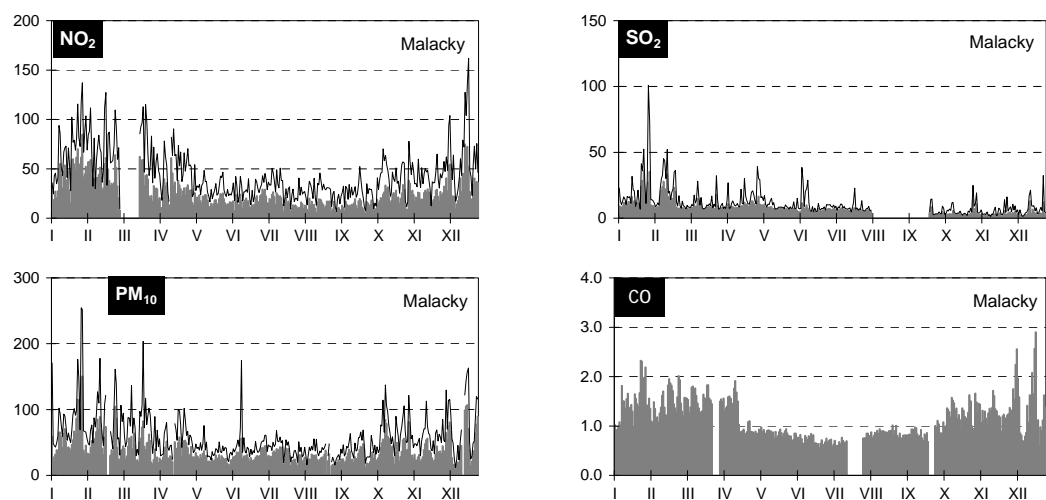 NO₂
Malacky
200
150
100
50
0
I II III IV V VI VII VIII IX X XI XII
SO₂
Malacky
150
100
50
0
I II III IV V VI VII VIII IX X XI XII
PM₁₀
Malacky
300
200
100
0
I II III IV V VI VII VIII IX X XI XII
CO
Malacky
4.0
3.0
2.0
1.0
0.0
I II III IV V VI VII VIII IX X XI XII